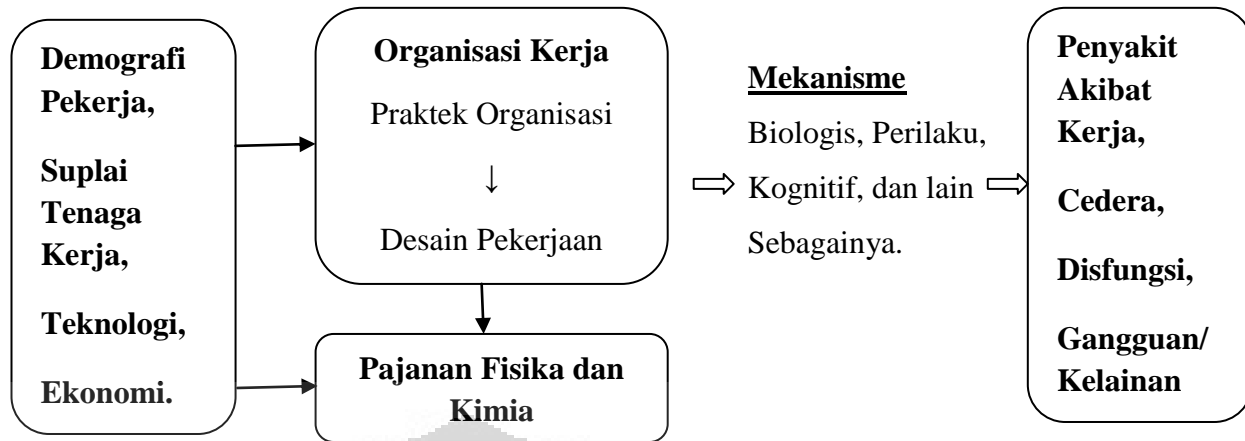 Demografi
Pekerja,
Suplai
Tenaga
Kerja,
Teknologi,
Ekonomi.
Organisasi Kerja
Praktek Organisasi
↓
Desain Pekerjaan
Pajanan Fisika dan
Kimia
Mekanisme
Biologis, Perilaku,
Kognitif, dan lain
Sebagainya.
Penyakit
Akibat
Kerja,
Cedera,
Disfungsi,
Gangguan/
Kelainan